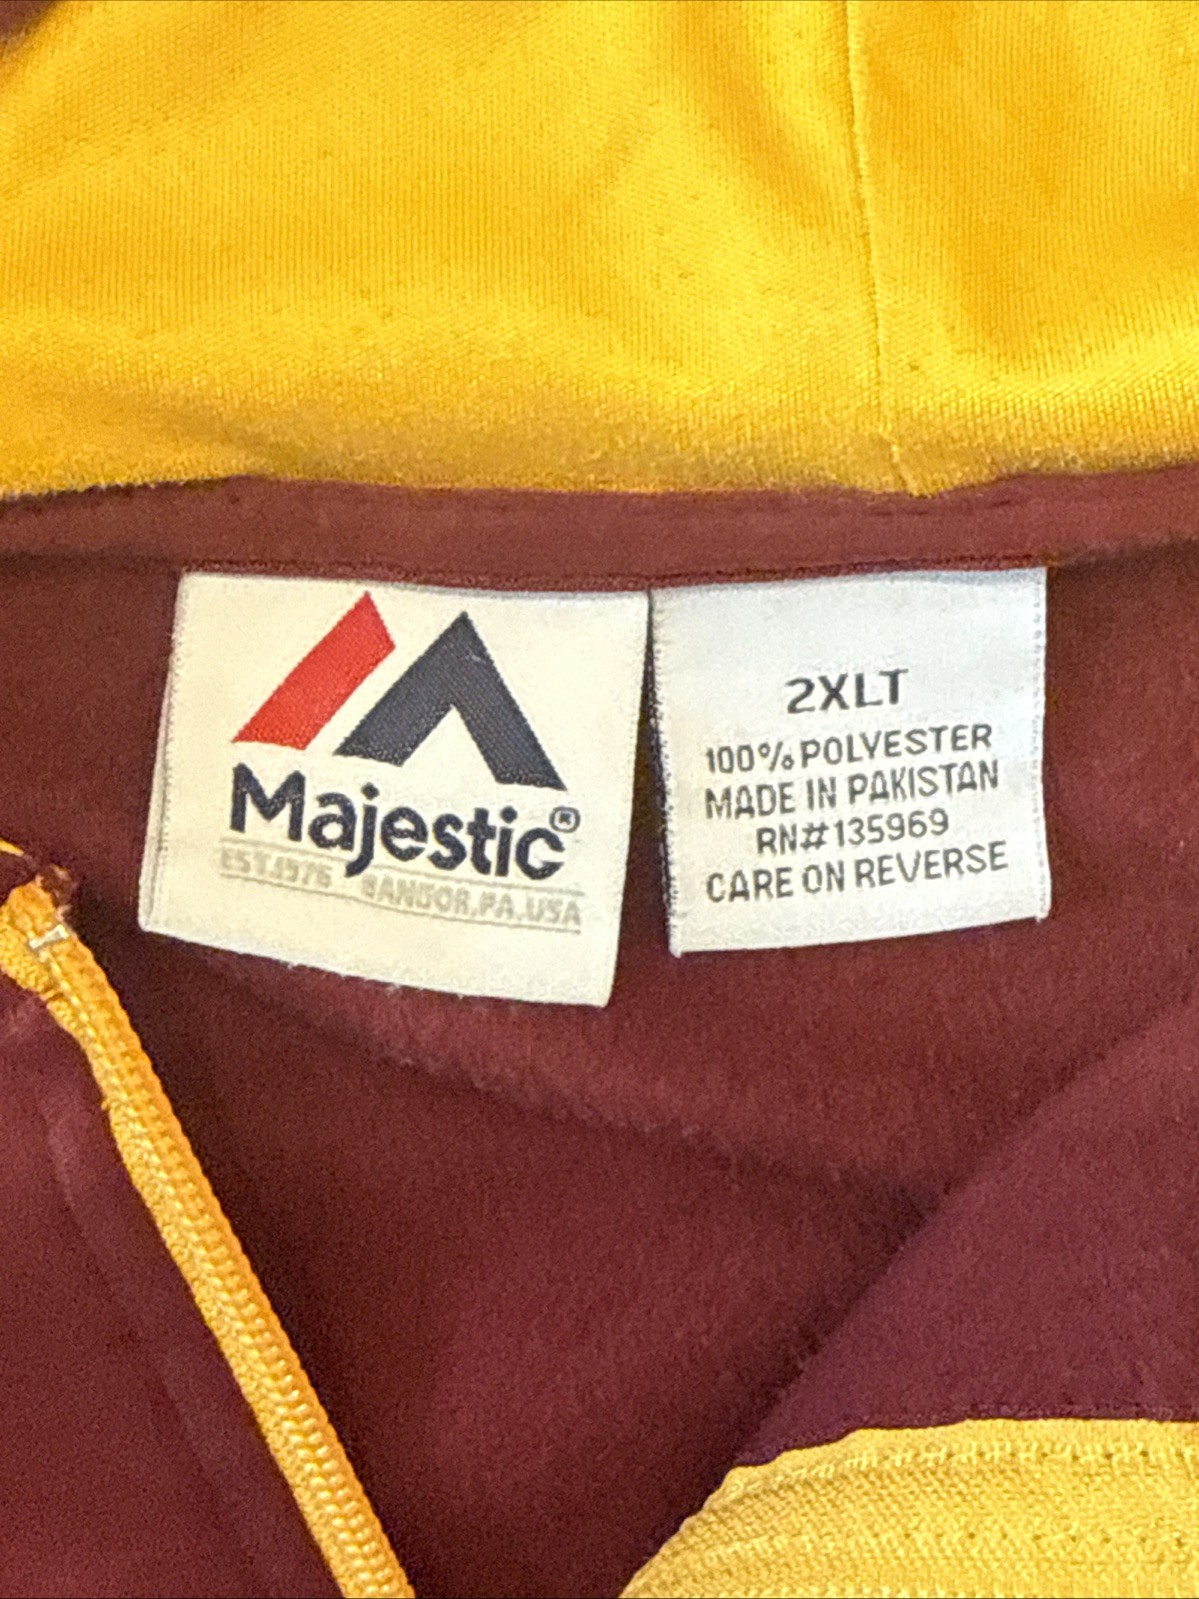 Majestic®
EST.1976 BANGOR,PA,USA
2XLT
100% POLYESTER
MADE IN PAKISTAN
RN# 135969
CARE ON REVERSE